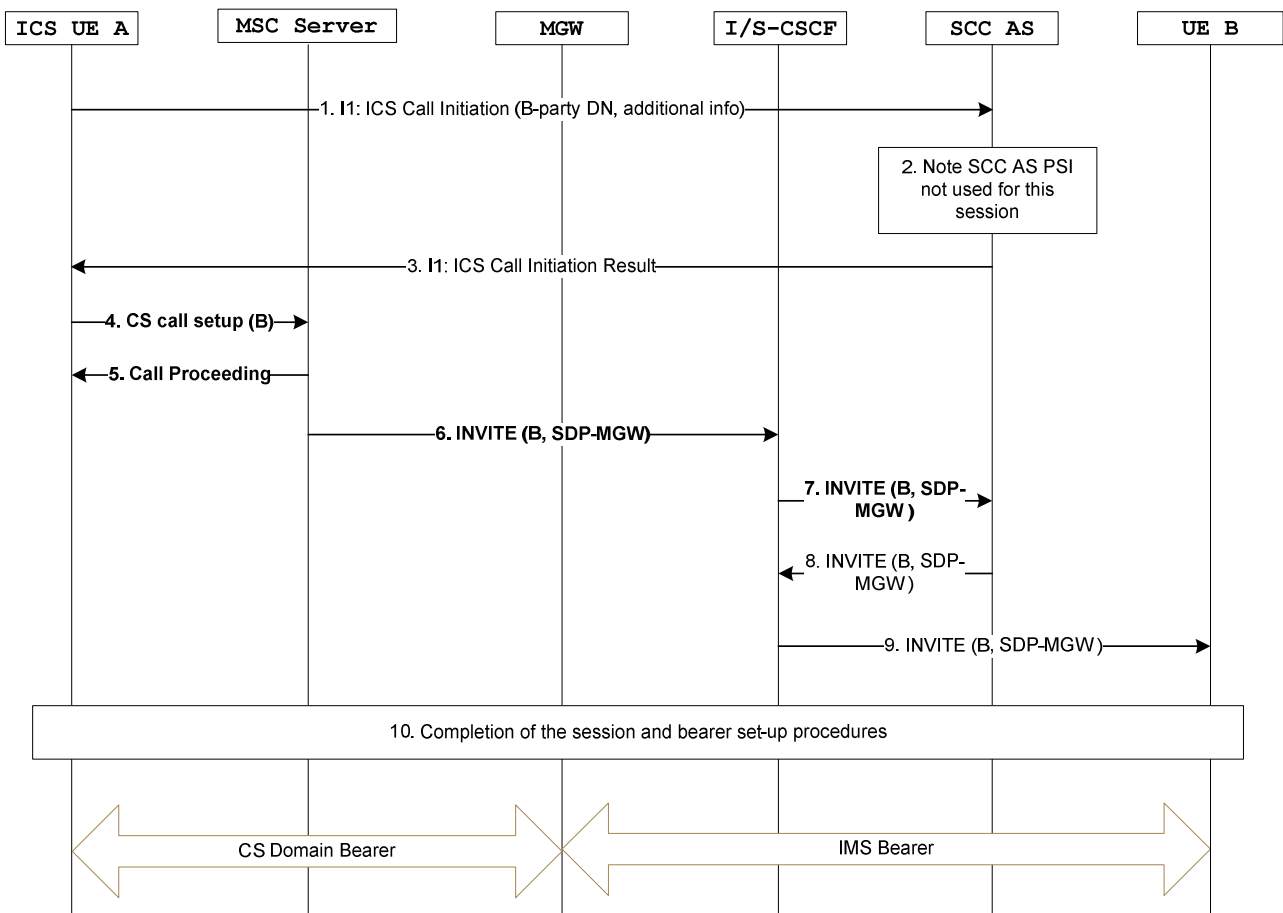 ICS UE A
MSC Server
MGW
I/S-CSCF
SCC AS
UE B
1. I1: ICS Call Initiation (B-party DN, additional info)
2. Note SCC AS PSI
not used for this
session
3. I1: ICS Call Initiation Result
4. CS call setup (B)
5. Call Proceeding
6. INVITE (B, SDP-MGW)
7. INVITE (B, SDP-
MGW )
8. INVITE (B, SDP-
MGW )
9. INVITE (B, SDP-MGW )
10. Completion of the session and bearer set-up procedures
CS Domain Bearer
IMS Bearer